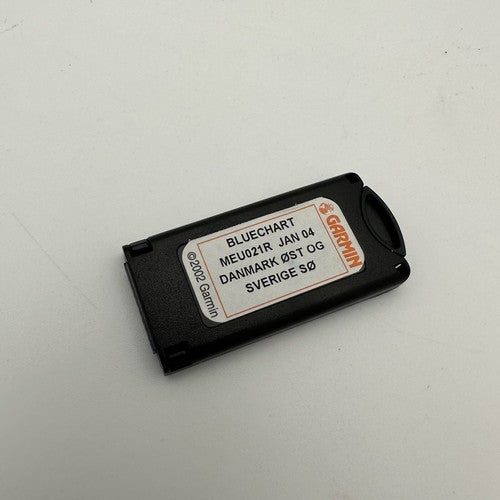 BLUECHART
MEU021R JAN 04
DANMARK ØST OG
SVERIGE SØ
©2002 Garmin
GARMIN